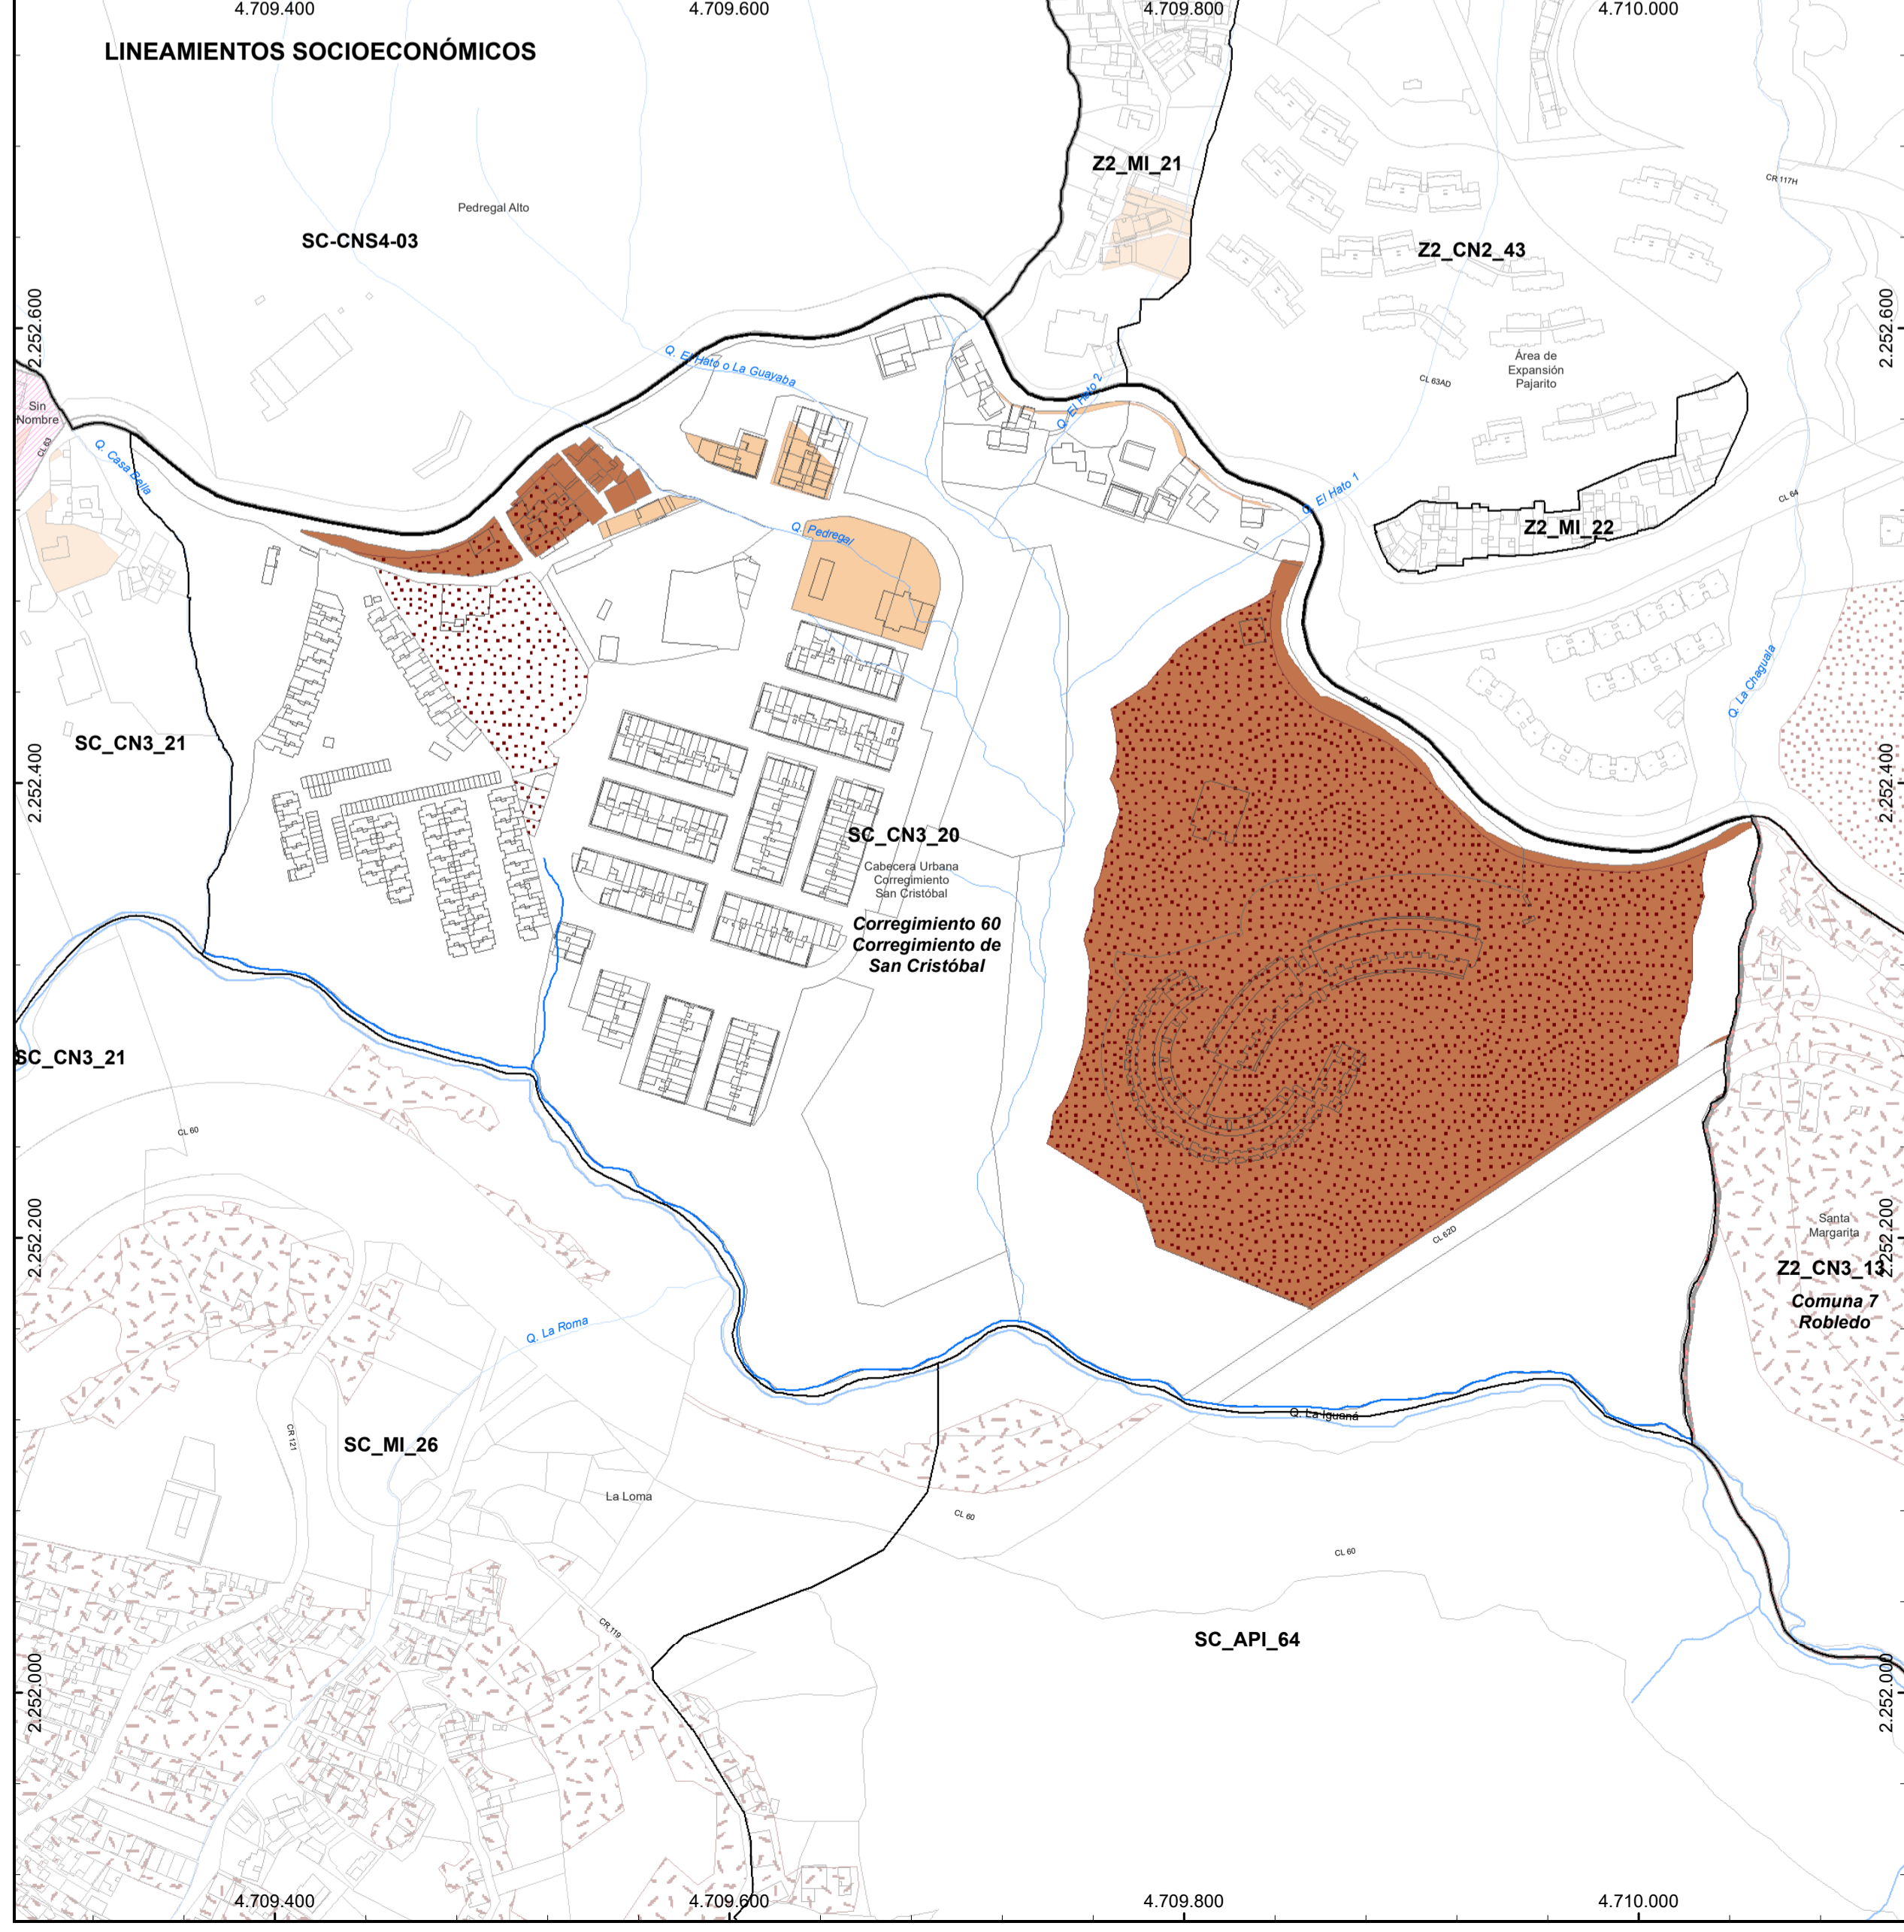 4.709.400
4.709.600
4.709.800
4.710.000
LINEAMIENTOS SOCIOECONÓMICOS
Z2_MI_21
CR 117H
Pedregal Alto
SC-CNS4-03
Z2_CN2_43
2.252.600
2.252.600
Q. El Hato o La Guayaba
Área de
Expansión
Pajarito
CL 63AD
Q. El Hato 2
Sin
Nombre
CL 63
Q. Casa Bella
Q. El Hato 1
CL 64
Z2_MI_22
Q. Pedregal
Q. La Chaguala
SC_CN3_21
2.252.400
2.252.400
SC_CN3_20
Cabecera Urbana
Corregimiento
San Cristóbal
Corregimiento 60
Corregimiento de
San Cristóbal
SC_CN3_21
CL 60
2.252.200
2.252.200
CL 62D
Santa
Margarita
Z2_CN3_13
Comuna 7
Robledo
Q. La Roma
Q. La Iguaná
CR 121
SC_MI_26
La Loma
CL 60
CL 60
CR 119
SC_API_64
2.252.000
2.252.000
4.709.400
4.709.600
4.709.800
4.710.000